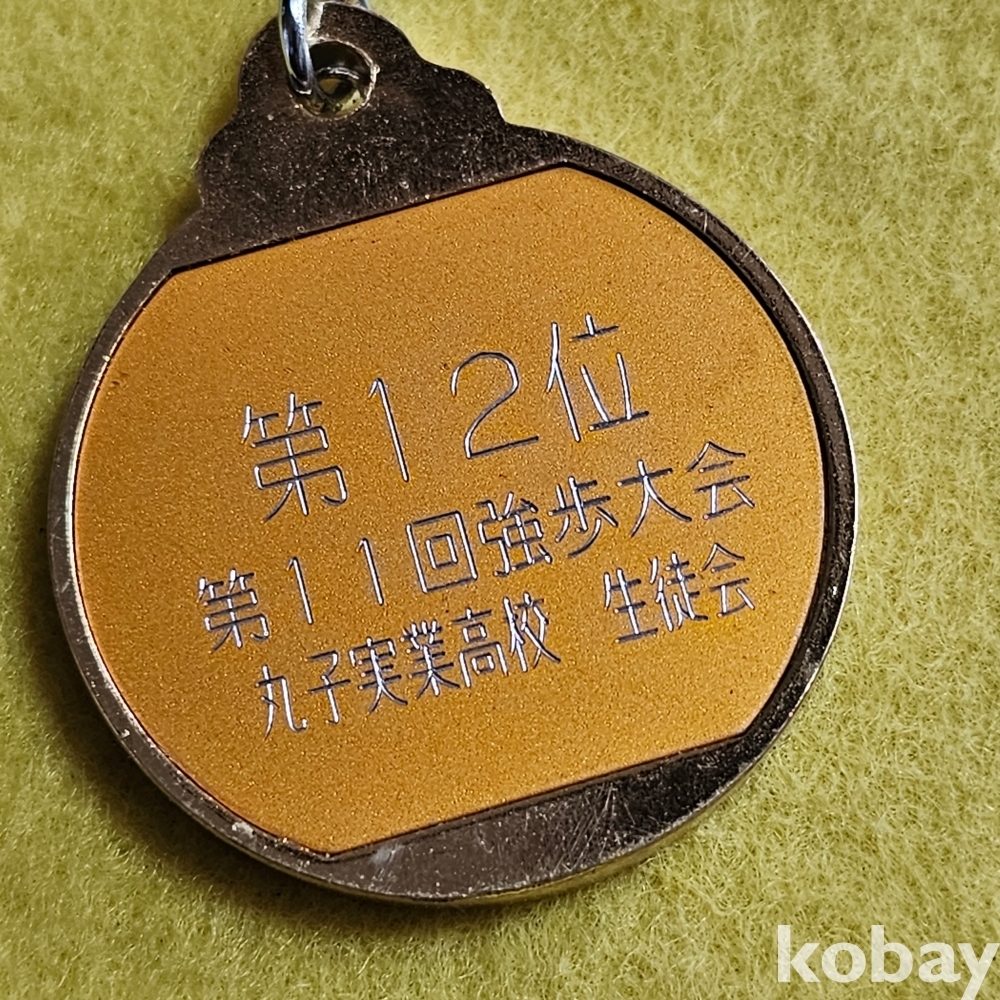 第12位
第11回強歩大会
丸子実業高校　生徒会
kobay